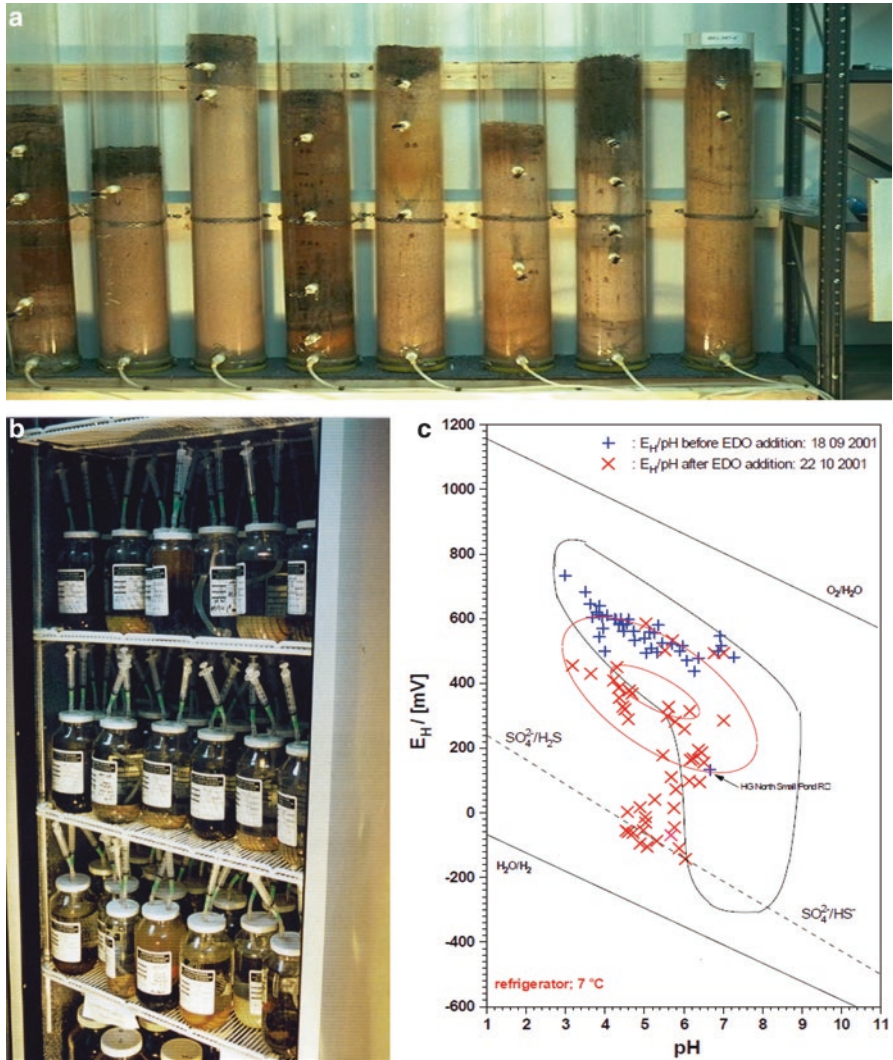 a
b
c
1200
1000
800
600
400
200
0
-200
-400
-600
E_H / [mV]
+ : E_H/pH before EDO addition: 18 09 2001
× : E_H/pH after EDO addition: 22 10 2001
O₂/H₂O
SO₄²⁻/H₂S
HG North Small Pond RC
H₂O/H₂
SO₄²⁻/HS⁻
refrigerator; 7 °C
1 2 3 4 5 6 7 8 9 10 11
pH